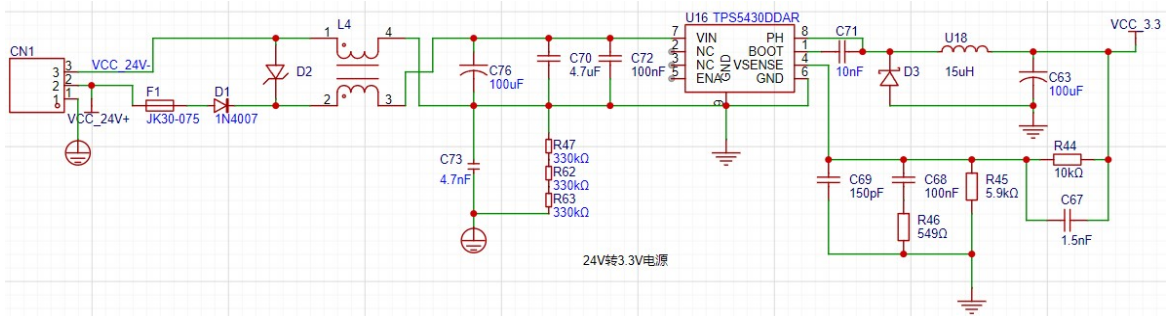 CN1
3
2
2
1
1
VCC_24V-
VCC_24V+
F1
JK30-075
D1
1N4007
D2
L4
1
4
2
3
C76
100uF
C70
4.7uF
C72
100nF
C73
4.7nF
R47
330kΩ
R62
330kΩ
R63
330kΩ
U16 TPS5430DDAR
7 VIN PH 8
2 NC BOOT 1
3 NC VSENSE 4
5 ENA GND 6
GND
9
C71
10nF
D3
U18
15uH
C63
100uF
VCC_3.3
C69
150pF
C68
100nF
R46
549Ω
R45
5.9kΩ
R44
10kΩ
C67
1.5nF
24V转3.3V电源